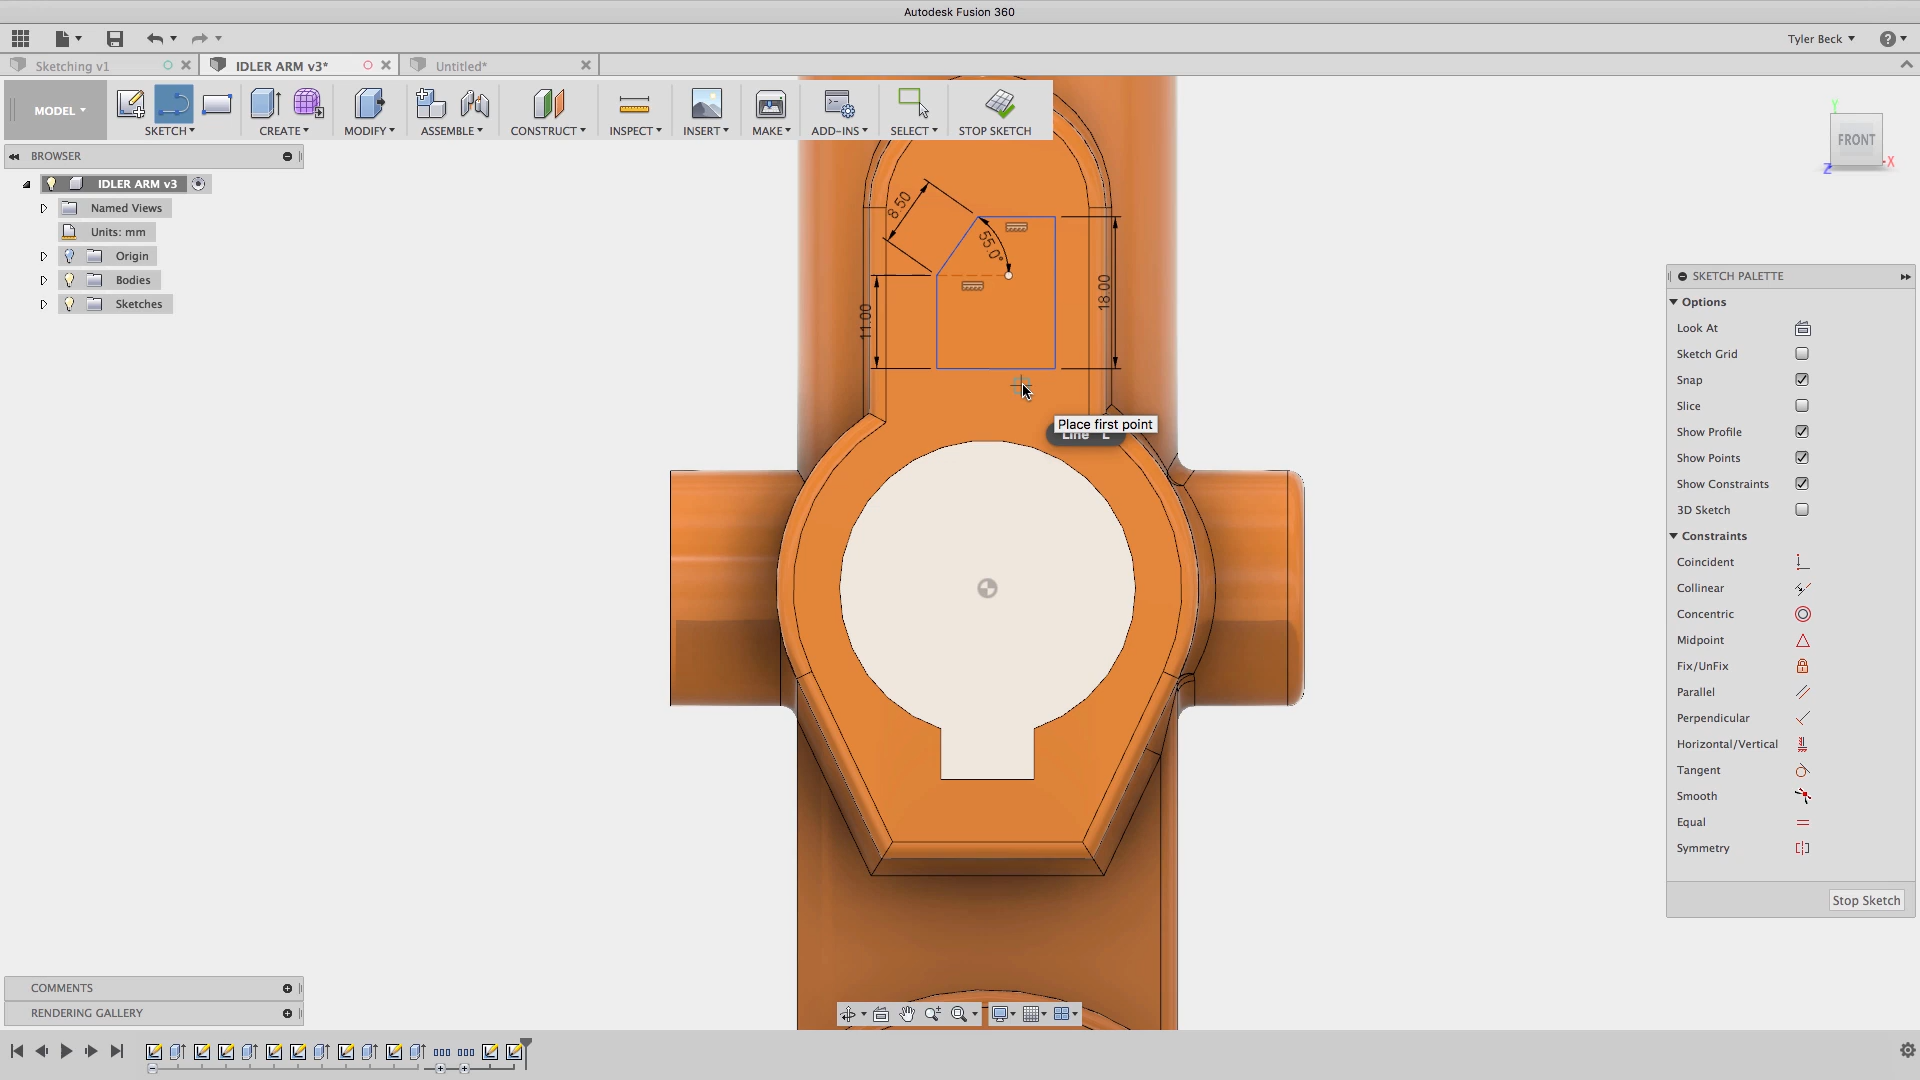 Autodesk Fusion 360
Tyler Beck
Sketching v1
IDLER ARM v3*
Untitled*
MODEL
SKETCH
CREATE
MODIFY
ASSEMBLE
CONSTRUCT
INSPECT
INSERT
MAKE
ADD-INS
SELECT
STOP SKETCH
BROWSER
IDLER ARM v3
Named Views
Units: mm
Origin
Bodies
Sketches
Y
FRONT
X
Z
8.50
55.0°
11.00
18.00
Place first point
Line L
SKETCH PALETTE
Options
Look At
Sketch Grid
Snap
Slice
Show Profile
Show Points
Show Constraints
3D Sketch
Constraints
Coincident
Collinear
Concentric
Midpoint
Fix/UnFix
Parallel
Perpendicular
Horizontal/Vertical
Tangent
Smooth
Equal
Symmetry
Stop Sketch
COMMENTS
RENDERING GALLERY